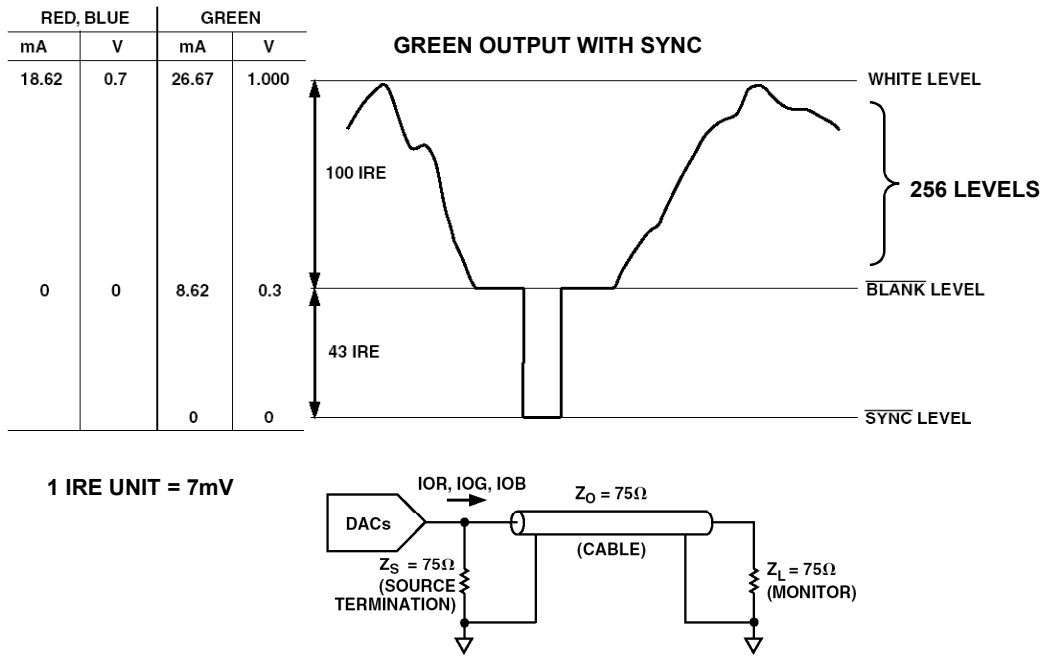 RED, BLUE GREEN
mA V mA V
GREEN OUTPUT WITH SYNC
18.62 0.7 26.67 1.000
WHITE LEVEL
100 IRE
256 LEVELS
0 0 8.62 0.3
BLANK LEVEL
43 IRE
0 0
SYNC LEVEL
1 IRE UNIT = 7mV
IOR, IOG, IOB
ZO = 75Ω
DACs
(CABLE)
ZS = 75Ω
(SOURCE
TERMINATION)
ZL = 75Ω
(MONITOR)